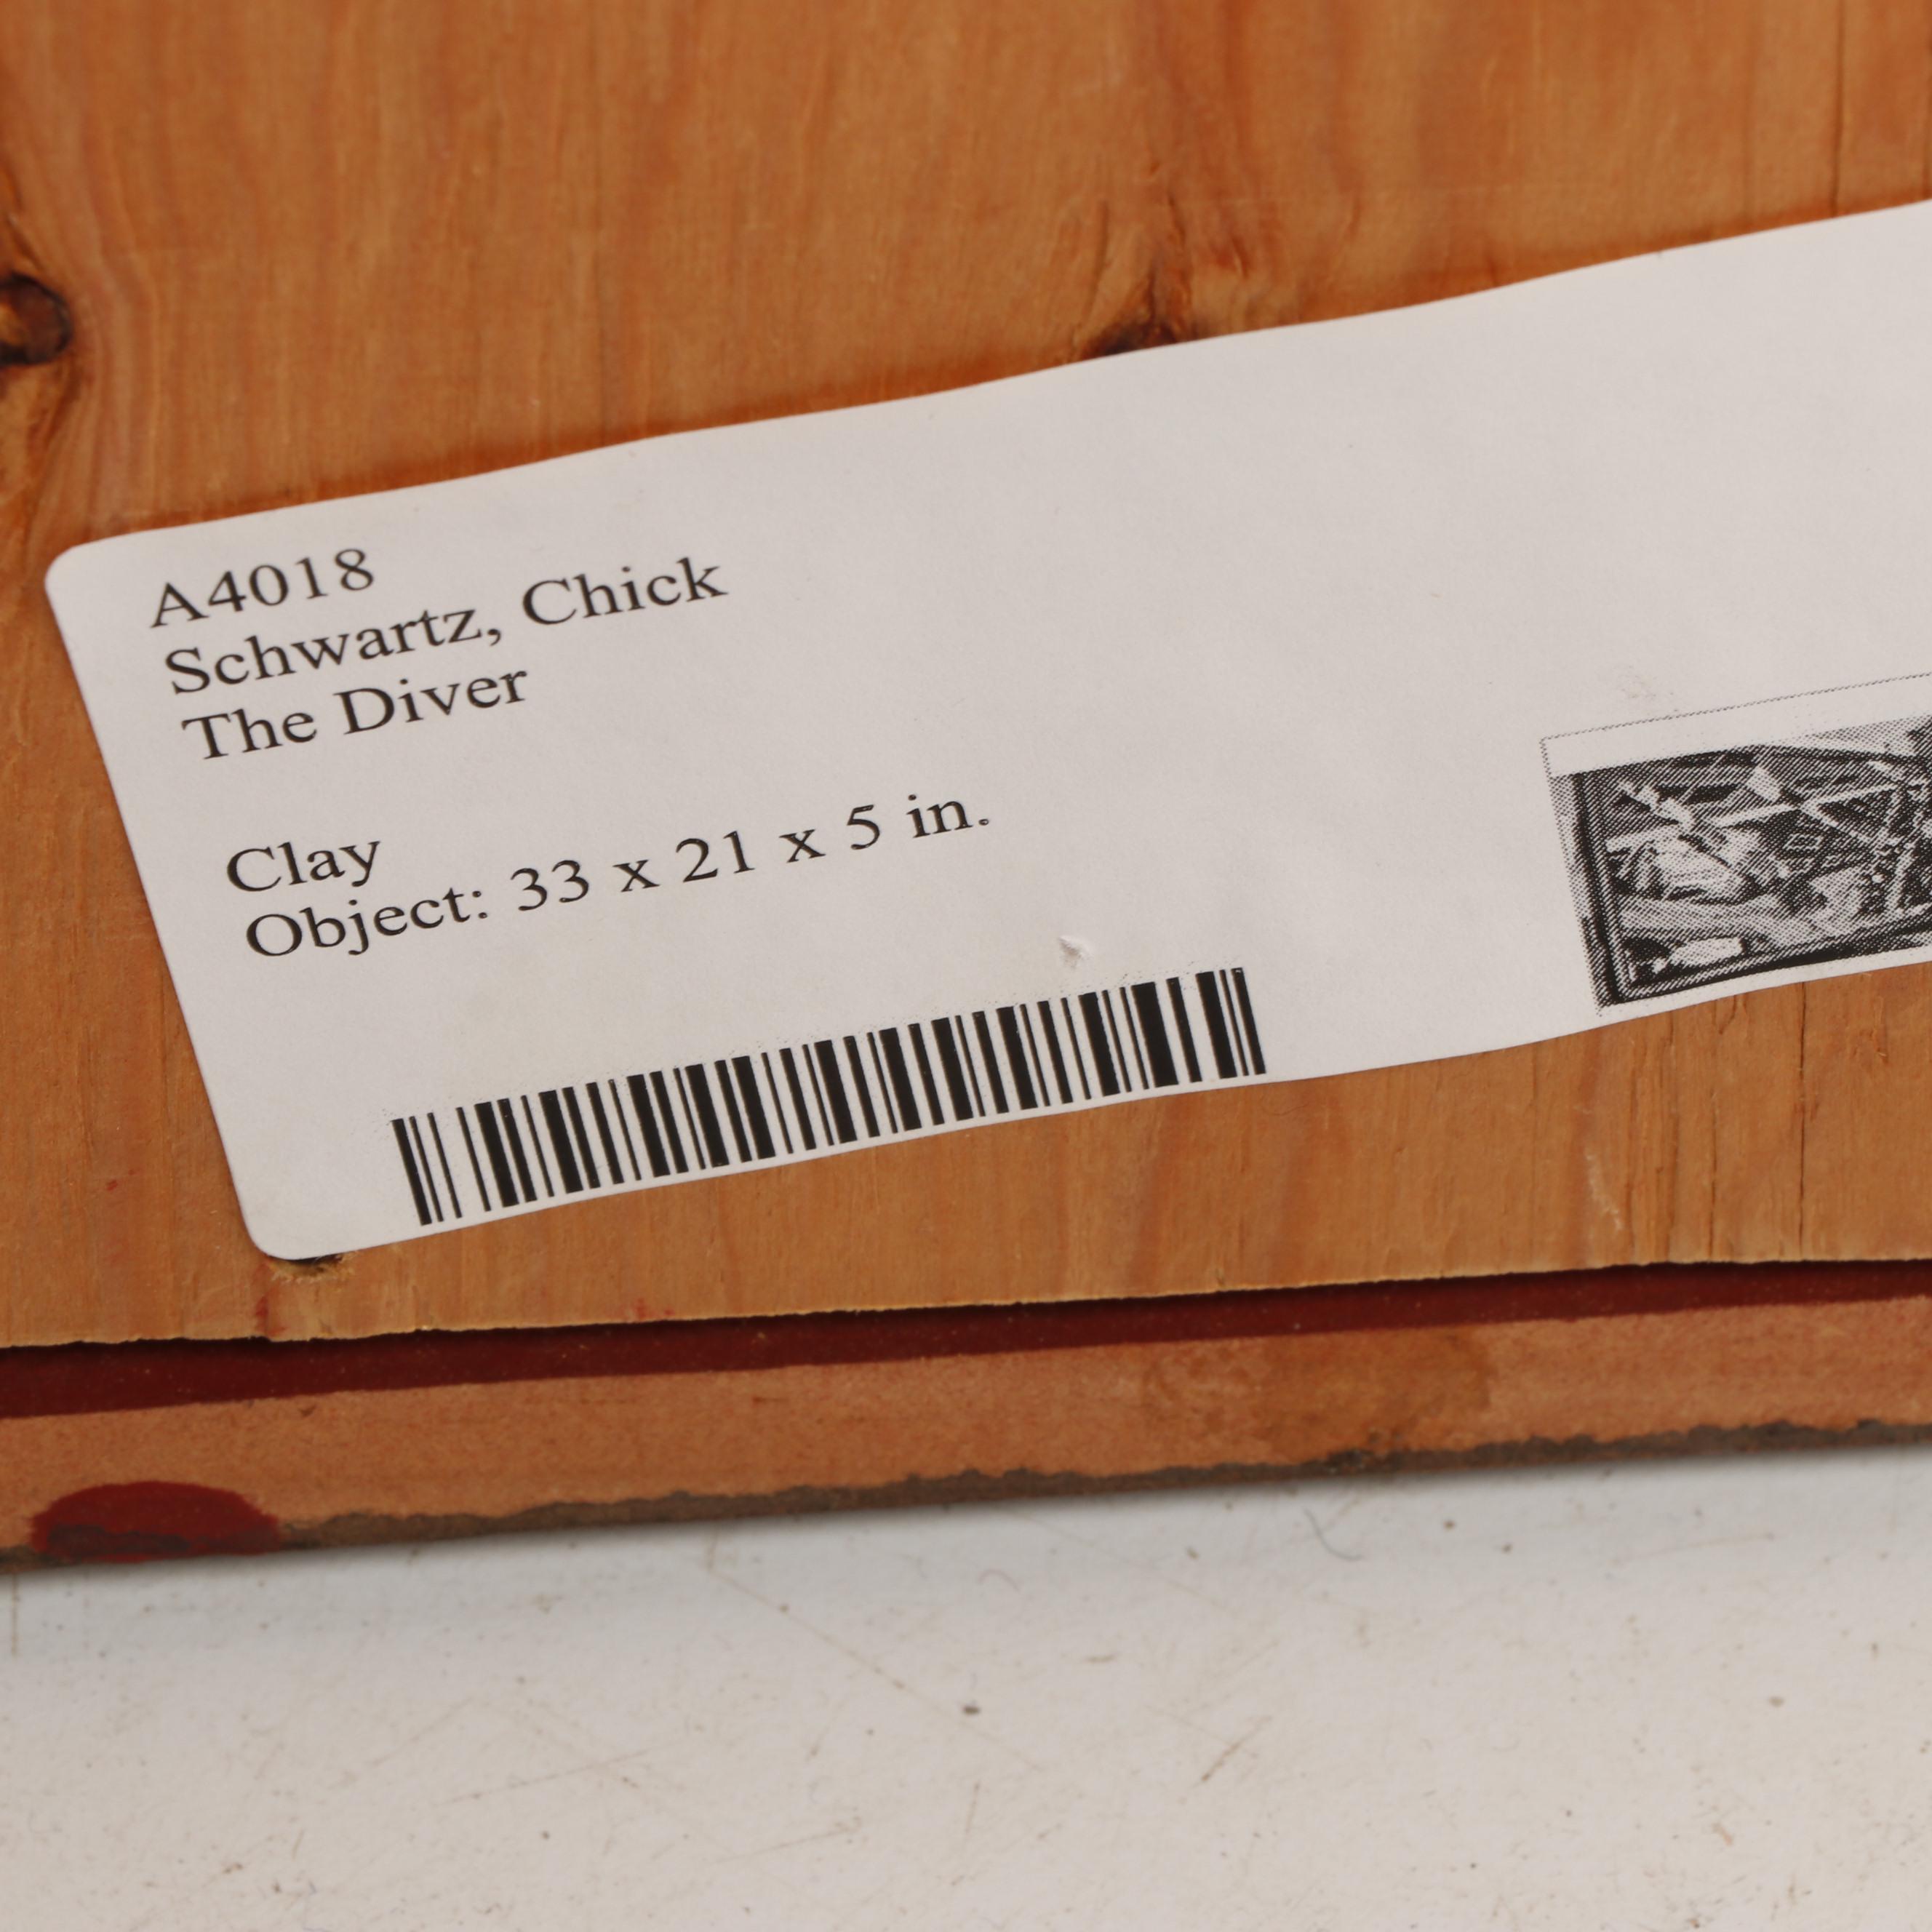 A4018
Schwartz, Chick
The Diver
Clay
Object: 33 x 21 x 5 in.